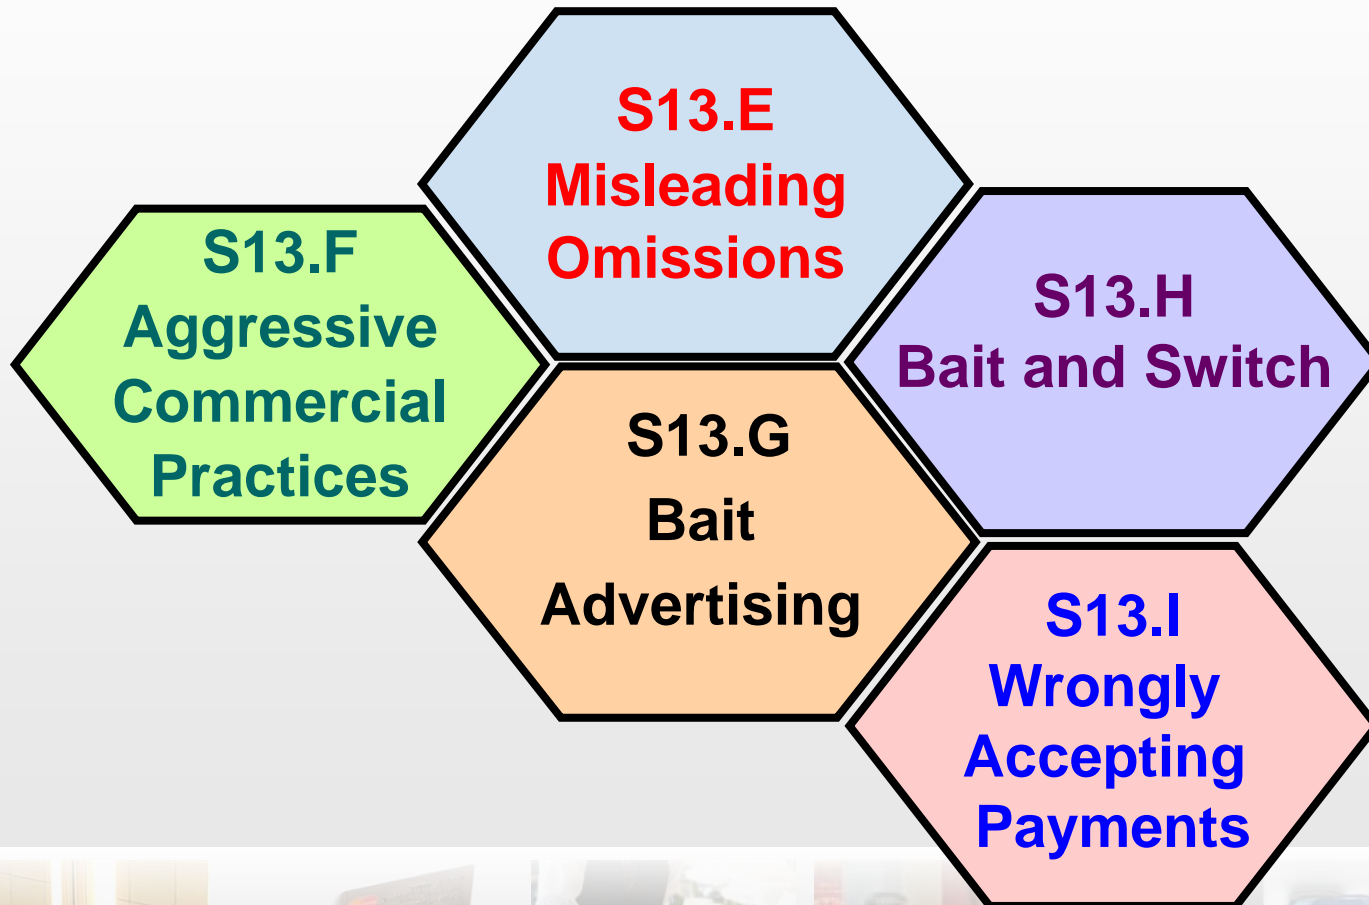 S13.E
Misleading
Omissions
S13.F
Aggressive
Commercial
Practices
S13.H
Bait and Switch
S13.G
Bait
Advertising
S13.I
Wrongly
Accepting
Payments